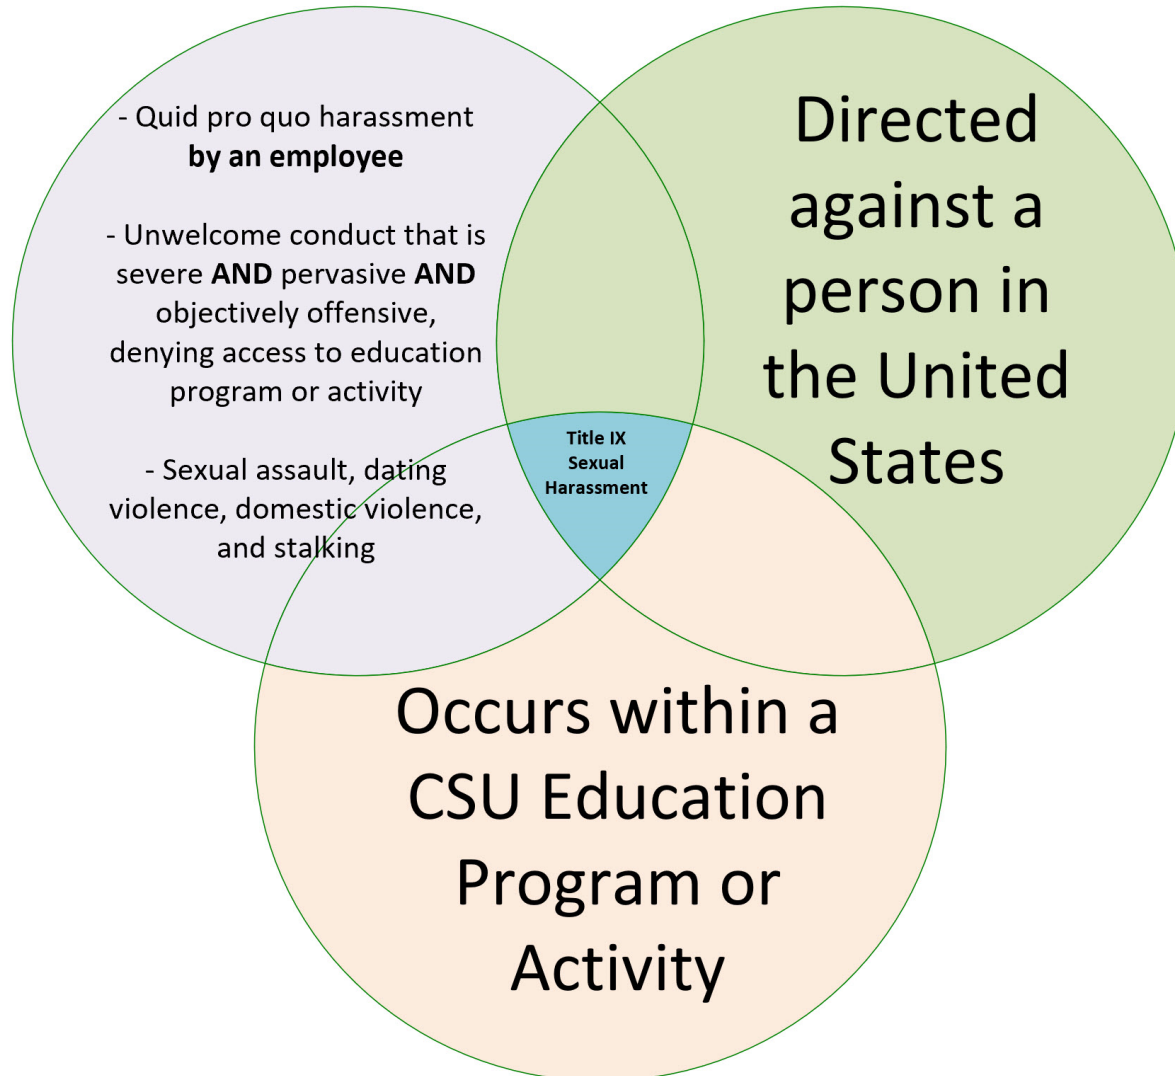 - Quid pro quo harassment
by an employee
- Unwelcome conduct that is
severe AND pervasive AND
objectively offensive,
denying access to education
program or activity
- Sexual assault, dating
violence, domestic violence,
and stalking
Directed
against a
person in
the United
States
Title IX
Sexual
Harassment
Occurs within a
CSU Education
Program or
Activity